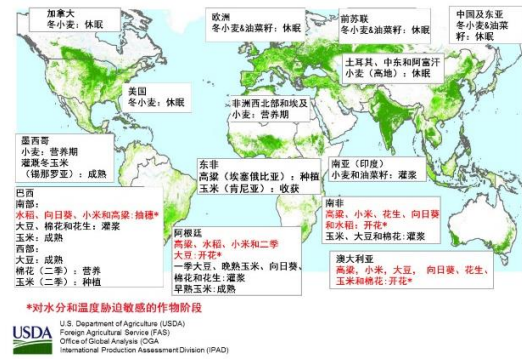 加拿大
冬小麦：休眠
欧洲
冬小麦&油菜籽：休眠
前苏联
冬小麦&油菜籽：休眠
中国及东亚
冬小麦&油菜
籽：休眠
土耳其、中东和阿富汗
小麦（高地）：休眠
美国
冬小麦：休眠
非洲西北部和埃及
小麦：营养期
墨西哥
小麦：营养期
灌溉冬玉米
（锡那罗亚）：成熟
东非
高粱（埃塞俄比亚）：种植
玉米（肯尼亚）：收获
南亚（印度）
小麦和油菜籽：灌浆
巴西
南部：
水稻、向日葵、小米和高粱：抽穗*
大豆、棉花和花生：灌浆
玉米：成熟
西部：
大豆：成熟
棉花（二季）：营养
玉米（二季）：种植
阿根廷
高粱、水稻、小米和二季
大豆：开花*
一季大豆、晚熟玉米、向日葵、
棉花和花生：灌浆
早熟玉米：成熟
南非
高粱、小米、花生、向日葵
和水稻：开花*
玉米、大豆和棉花：灌浆
澳大利亚
高粱，小米，大豆， 向日葵、花生、
玉米和棉花：开花*
*对水分和温度胁迫敏感的作物阶段
USDA
U.S. Department of Agriculture (USDA)
Foreign Agricultural Service (FAS)
Office of Global Analysis (OGA
International Production Assessment Division (IPAD)